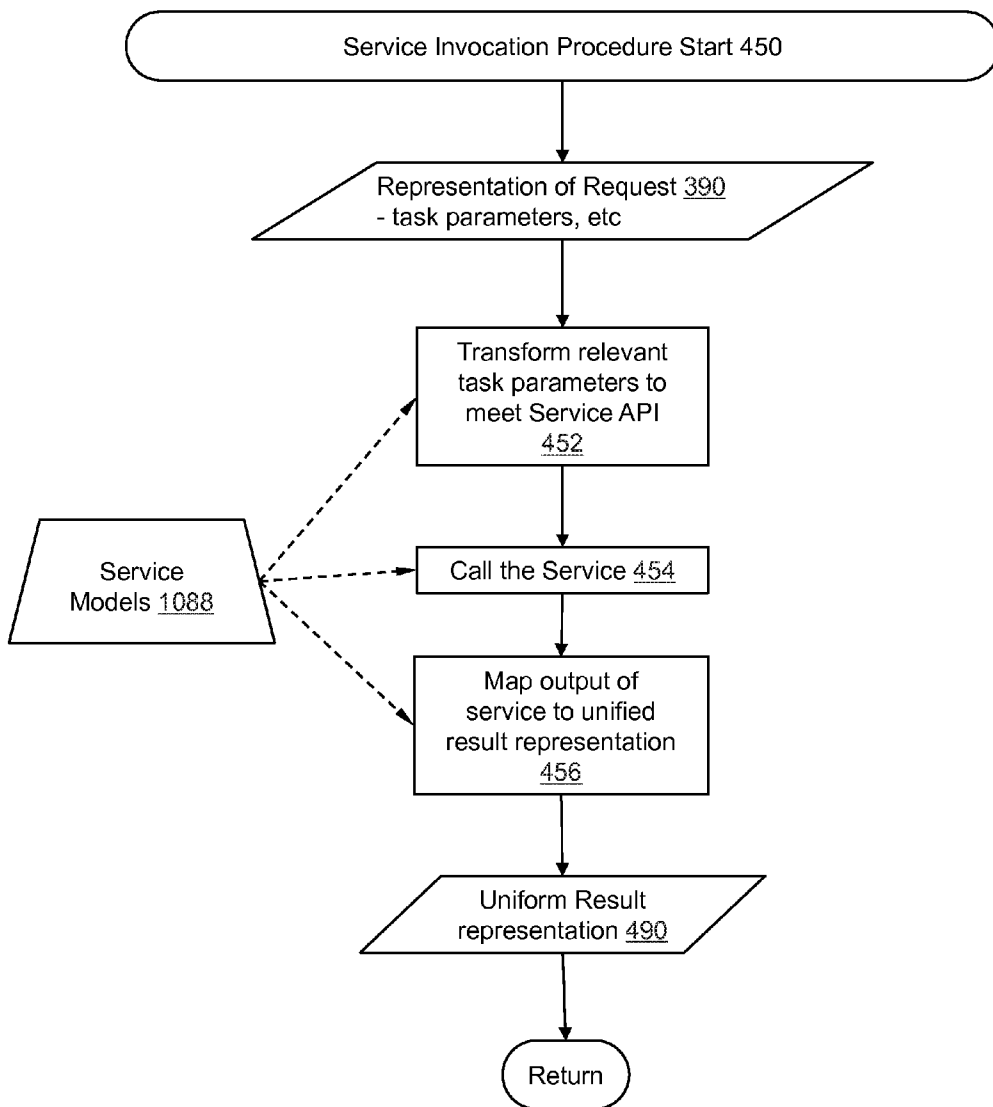 Service Invocation Procedure Start 450
Representation of Request 390
- task parameters, etc
Transform relevant
task parameters to
meet Service API
452
Service
Models 1088
Call the Service 454
Map output of
service to unified
result representation
456
Uniform Result
representation 490
Return